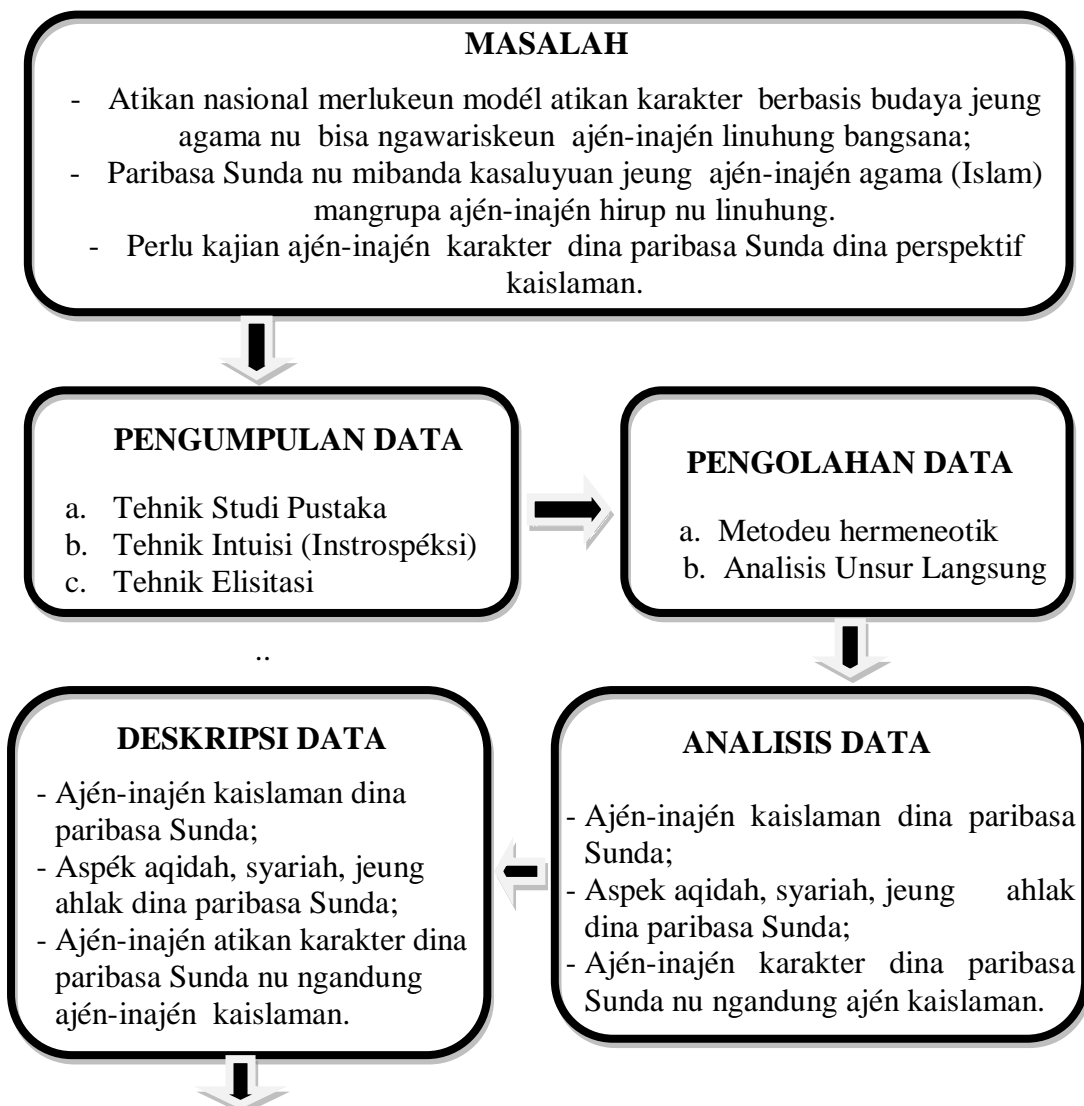 MASALAH
- Atikan nasional merlukeun modél atikan karakter berbasis budaya jeung
agama nu bisa ngawariskeun ajén-inajén linuhung bangsana;
- Paribasa Sunda nu mibanda kasaluyuan jeung ajén-inajén agama (Islam)
mangrupa ajén-inajén hirup nu linuhung.
- Perlu kajian ajén-inajén karakter dina paribasa Sunda dina perspektif
kaislaman.
PENGUMPULAN DATA
a. Tehnik Studi Pustaka
b. Tehnik Intuisi (Instrospéksi)
c. Tehnik Elisitasi
PENGOLAHAN DATA
a. Metodeu hermeneotik
b. Analisis Unsur Langsung
..
DESKRIPSI DATA
- Ajén-inajén kaislaman dina
paribasa Sunda;
- Aspék aqidah, syariah, jeung
ahlak dina paribasa Sunda;
- Ajén-inajén atikan karakter dina
paribasa Sunda nu ngandung
ajén-inajén kaislaman.
ANALISIS DATA
- Ajén-inajén kaislaman dina paribasa
Sunda;
- Aspek aqidah, syariah, jeung ahlak
dina paribasa Sunda;
- Ajén-inajén karakter dina paribasa
Sunda nu ngandung ajén kaislaman.